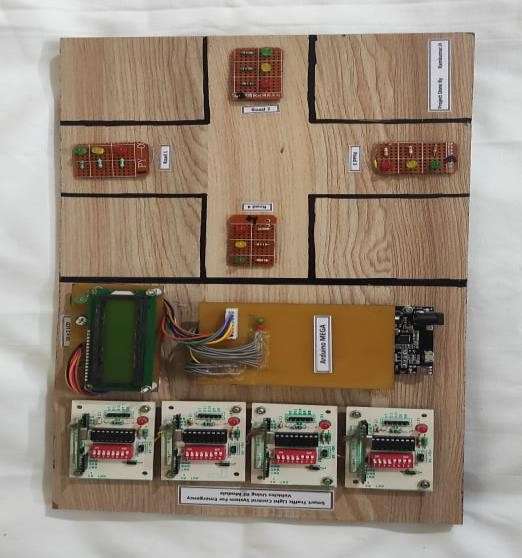 Road 2
Project Done By
Road 1
Road 3
Road 4
Arduino MEGA
Smart Traffic Light Control System For Emergency
Vehicles Using RF Module